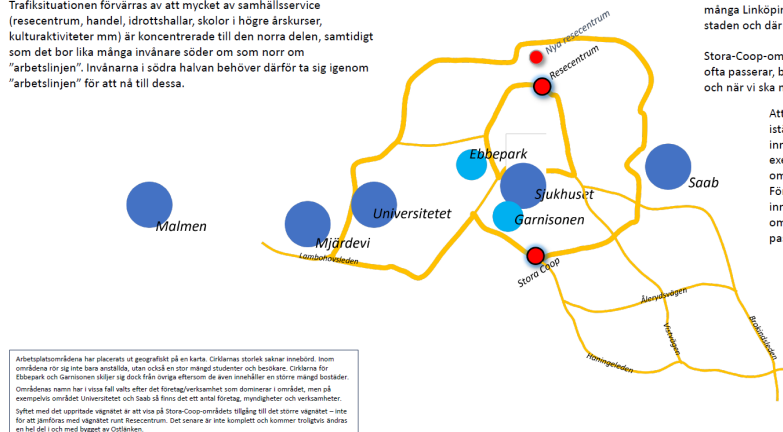 Trafiksituationen förvärras av att mycket av samhällsservice
(resecentrum, handel, idrottshallar, skolor i högre årskurser,
kulturaktiviteter mm) är koncentrerade till den norra delen, samtidigt
som det bor lika många invånare söder om som norr om
”arbetslinjen”. Invånarna i södra halvan behöver därför ta sig igenom
”arbetslinjen” för att nå till dessa.
många Linköpin
staden och där
Stora-Coop-om
ofta passerar, b
och när vi ska n
Att
ista
inn
exe
om
För
inn
om
pa
Nya resecentrum
Resecentrum
Ebbepark
Sjukhuset
Saab
Universitetet
Garnisonen
Malmen
Mjärdevi
Lambohovsleden
Stora Coop
Ålerydsvägen
Vistvägen
Brokindsleden
Haningeleden
Arbetsplatsområdena har placerats ut geografiskt på en karta. Cirklarnas storlek saknar innebörd. Inom
områdena rör sig inte bara anställda, utan också en stor mängd studenter och besökare. Cirklarna för
Ebbepark och Garnisonen skiljer sig dock från övriga eftersom de även innehåller en större mängd bostäder.
Områdenas namn har i vissa fall valts efter det företag/verksamhet som dominerar i området, men på
exempelvis området Universitetet och Saab så finns det ett antal företag, myndigheter och verksamheter.
Syftet med det uppritade vägnätet är att visa på Stora-Coop-områdets tillgång till det större vägnätet – inte
för att jämföras med vägnätet runt Resecentrum. Det senare är inte komplett och kommer troligtvis ändras
en hel del i och med bygget av Ostlänken.